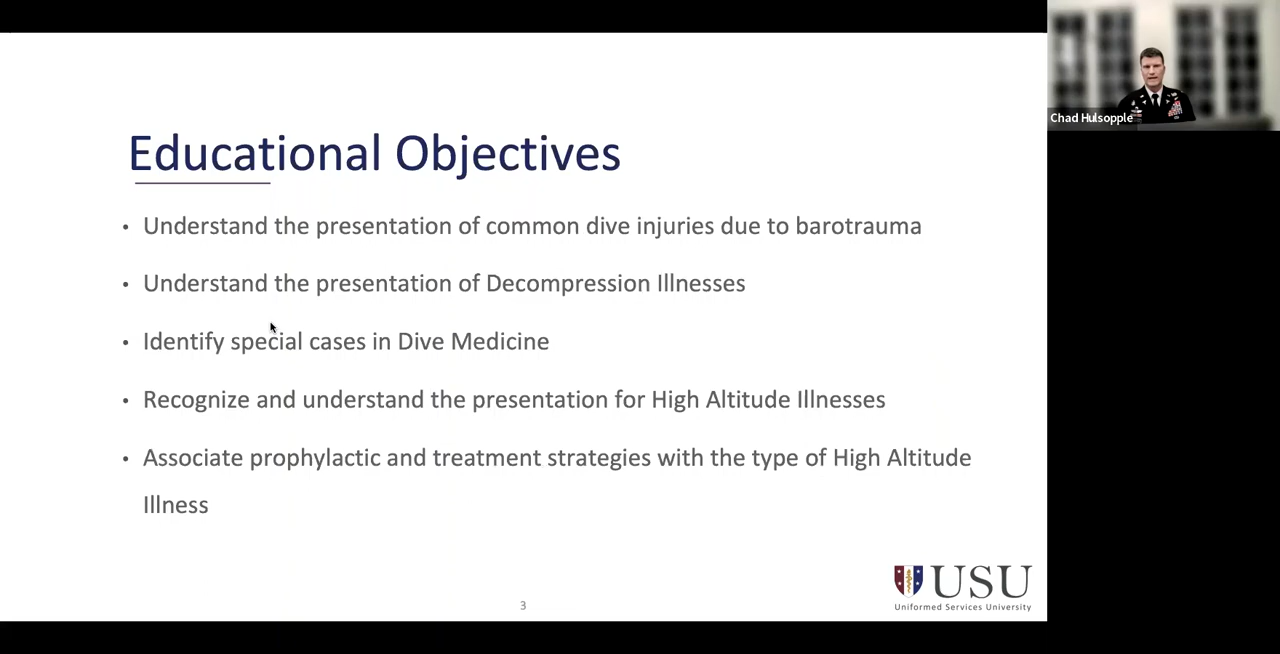 Educational Objectives
• Understand the presentation of common dive injuries due to barotrauma
• Understand the presentation of Decompression Illnesses
• Identify special cases in Dive Medicine
• Recognize and understand the presentation for High Altitude Illnesses
• Associate prophylactic and treatment strategies with the type of High Altitude
Illness
3
USU
Uniformed Services University
Chad Hulsopple